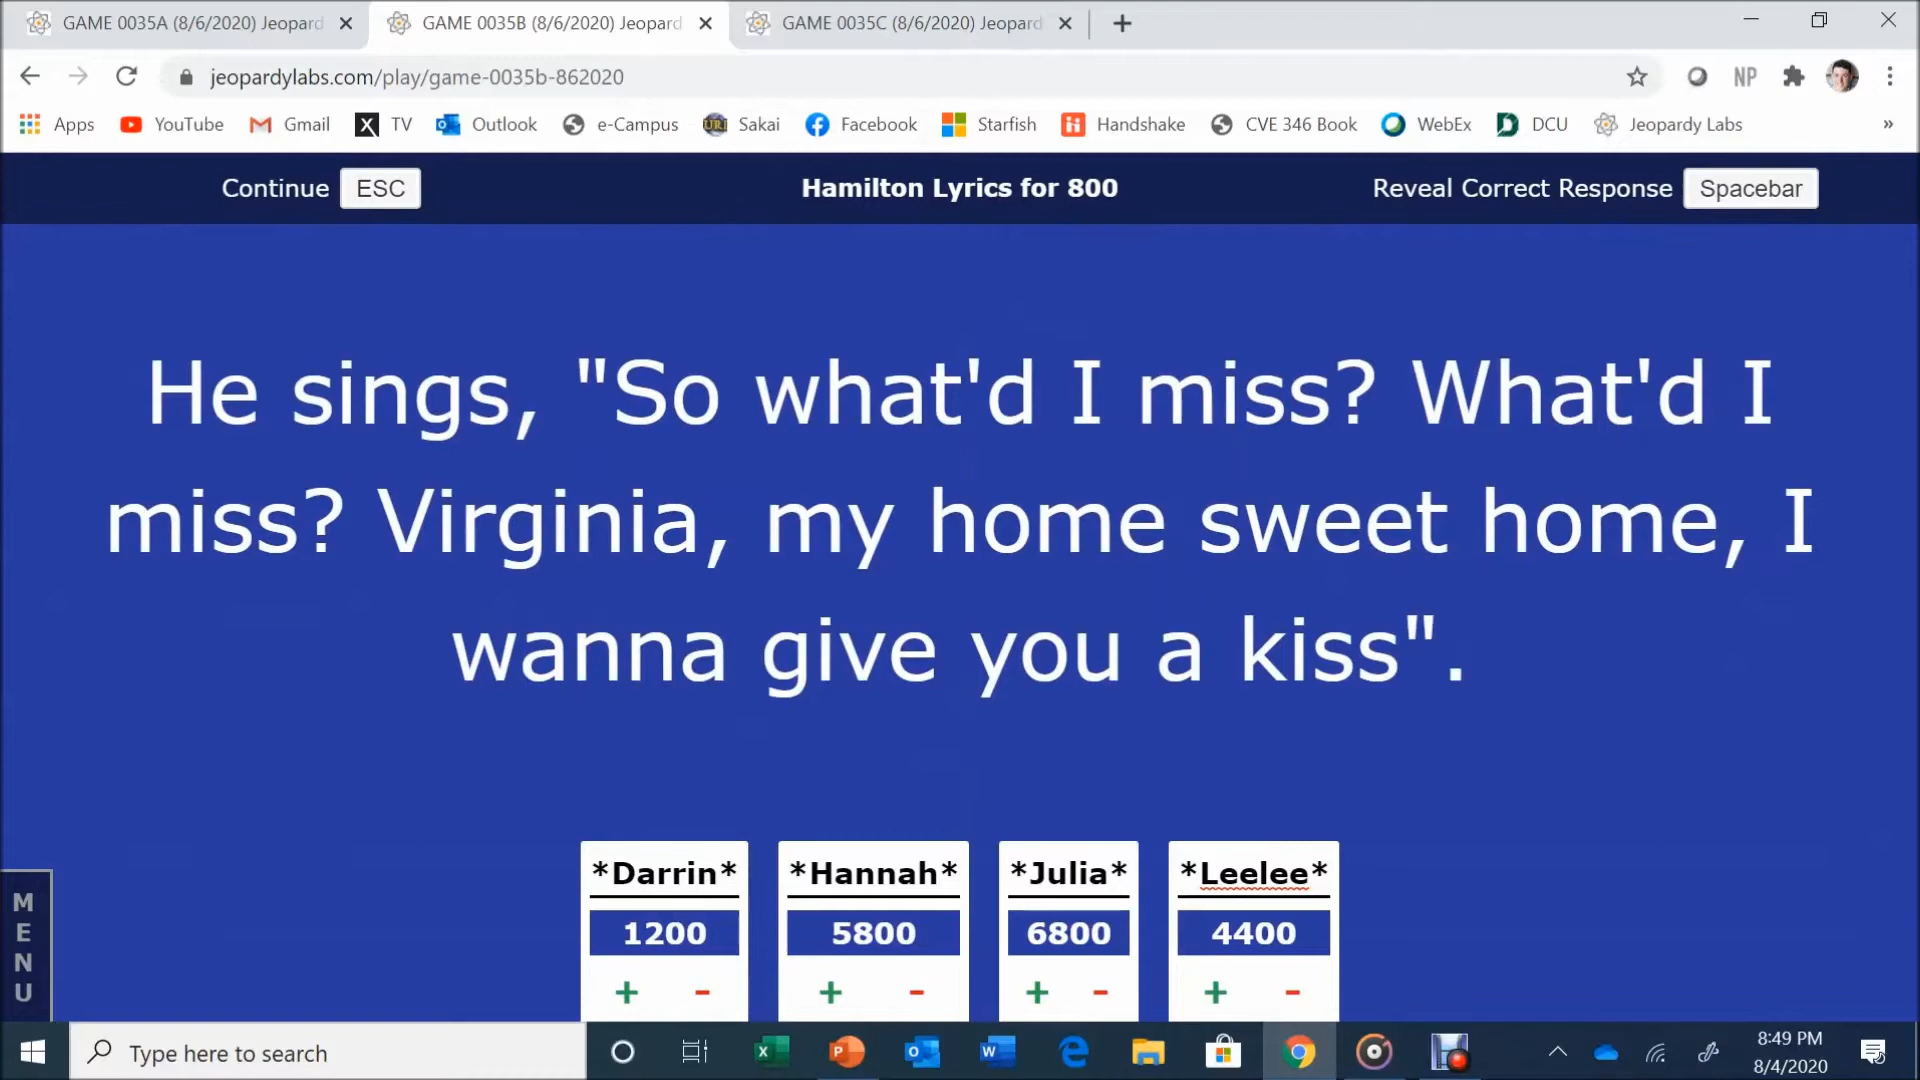 GAME 0035A (8/6/2020) Jeopard
GAME 0035B (8/6/2020) Jeopard
GAME 0035C (8/6/2020) Jeopard
jeopardylabs.com/play/game-0035b-862020
NP
Apps YouTube Gmail X TV Outlook e-Campus URI Sakai Facebook Starfish Handshake CVE 346 Book WebEx DCU Jeopardy Labs »
Continue ESC Hamilton Lyrics for 800 Reveal Correct Response Spacebar
He sings, "So what'd I miss? What'd I
miss? Virginia, my home sweet home, I
wanna give you a kiss".
*Darrin* *Hannah* *Julia* *Leelee*
1200 5800 6800 4400
+ - + - + - + -
MENU
Type here to search
8:49 PM
8/4/2020